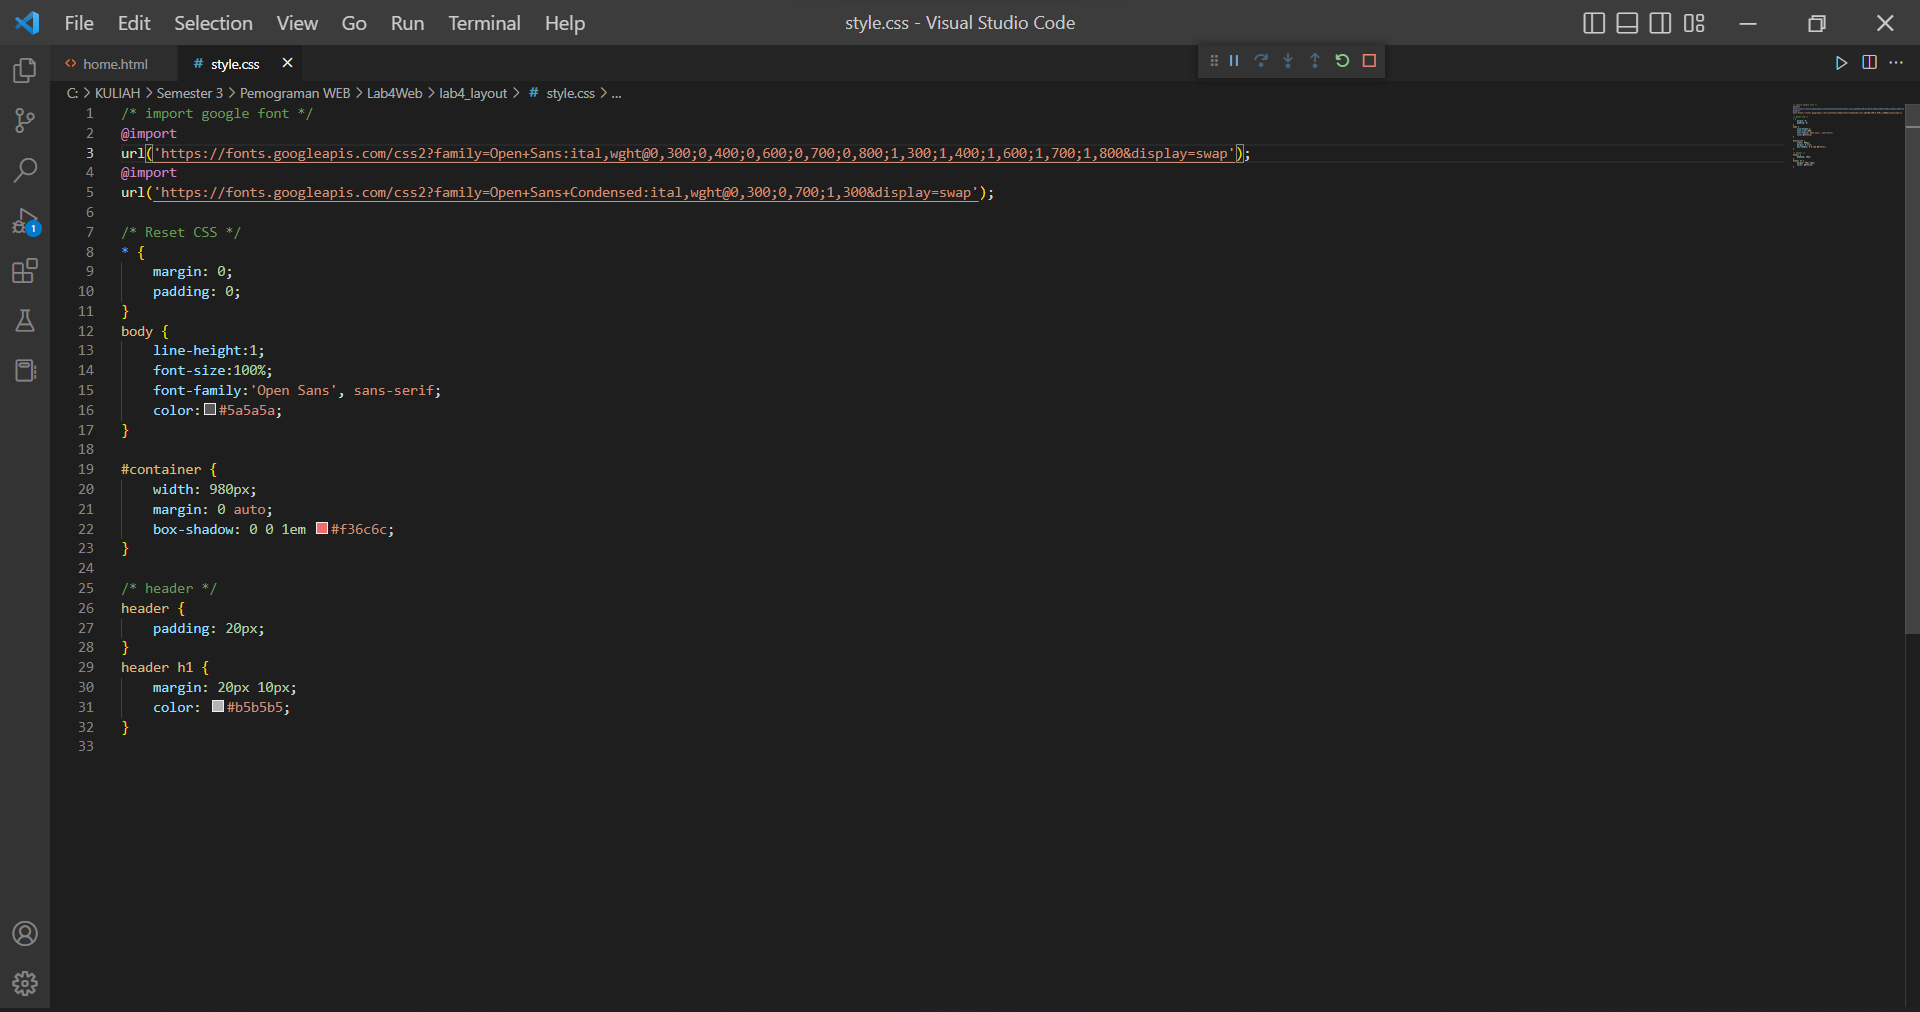 File Edit Selection View Go Run Terminal Help
style.css - Visual Studio Code
home.html
# style.css
C: > KULIAH > Semester 3 > Pemograman WEB > Lab4Web > lab4_layout > # style.css > ...
1 /* import google font */
2 @import
3 url('https://fonts.googleapis.com/css2?family=Open+Sans:ital,wght@0,300;0,400;0,600;0,700;0,800;1,300;1,400;1,600;1,700;1,800&display=swap');
4 @import
5 url('https://fonts.googleapis.com/css2?family=Open+Sans+Condensed:ital,wght@0,300;0,700;1,300&display=swap');
6
7 /* Reset CSS */
8 * {
9     margin: 0;
10     padding: 0;
11 }
12 body {
13     line-height:1;
14     font-size:100%;
15     font-family:'Open Sans', sans-serif;
16     color:#5a5a5a;
17 }
18
19 #container {
20     width: 980px;
21     margin: 0 auto;
22     box-shadow: 0 0 1em #f36c6c;
23 }
24
25 /* header */
26 header {
27     padding: 20px;
28 }
29 header h1 {
30     margin: 20px 10px;
31     color: #b5b5b5;
32 }
33
1